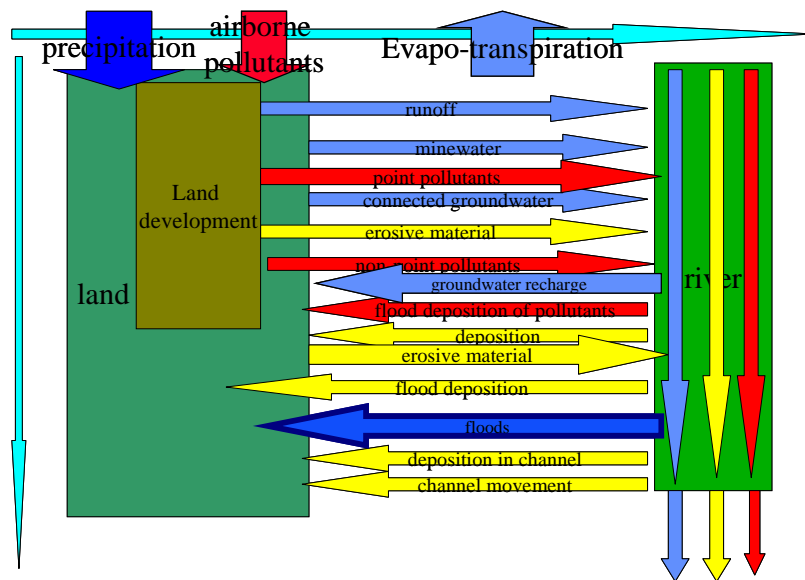 airborne
precipitation
pollutants
Evapo-transpiration
runoff
minewater
point pollutants
Land
development
connected groundwater
erosive material
non-point pollutants
groundwater recharge
river
land
flood deposition of pollutants
deposition
erosive material
flood deposition
floods
deposition in channel
channel movement